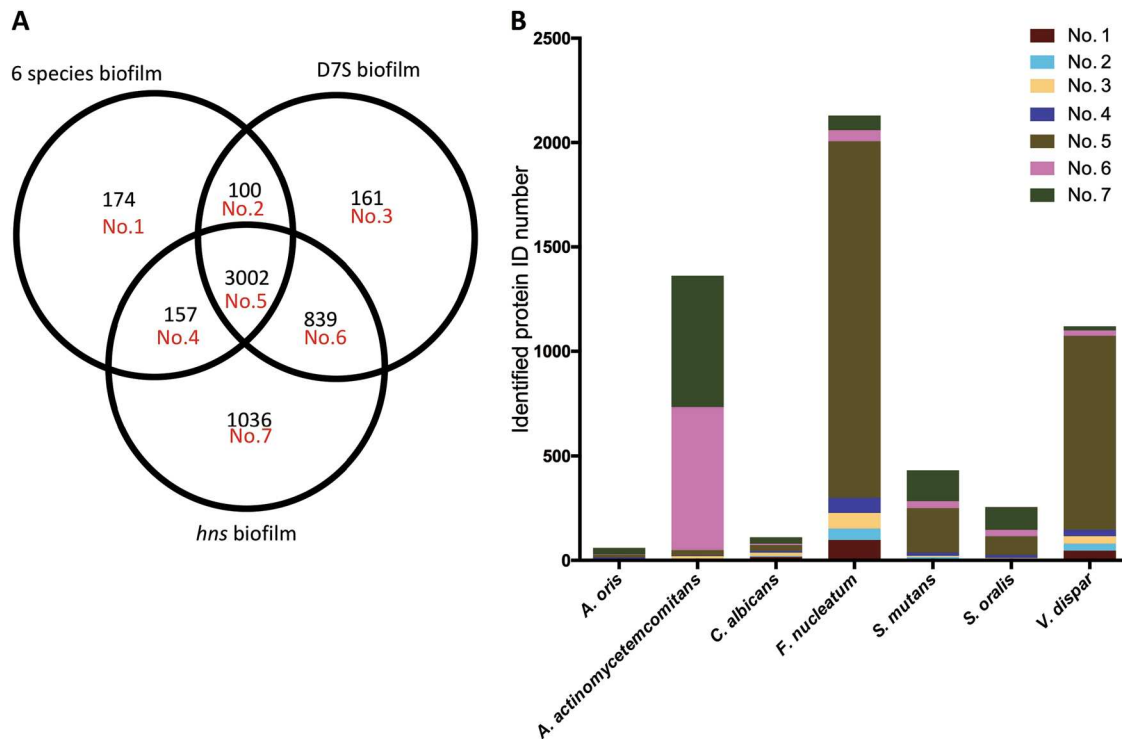 A
6 species biofilm
D7S biofilm
174
No.1
100
No.2
161
No.3
3002
No.5
157
No.4
839
No.6
1036
No.7
hns biofilm
B
Identified protein ID number
2500
2000
1500
1000
500
0
No. 1
No. 2
No. 3
No. 4
No. 5
No. 6
No. 7
A. oris
A. actinomycetemcomitans
C. albicans
F. nucleatum
S. mutans
S. oralis
V. dispar